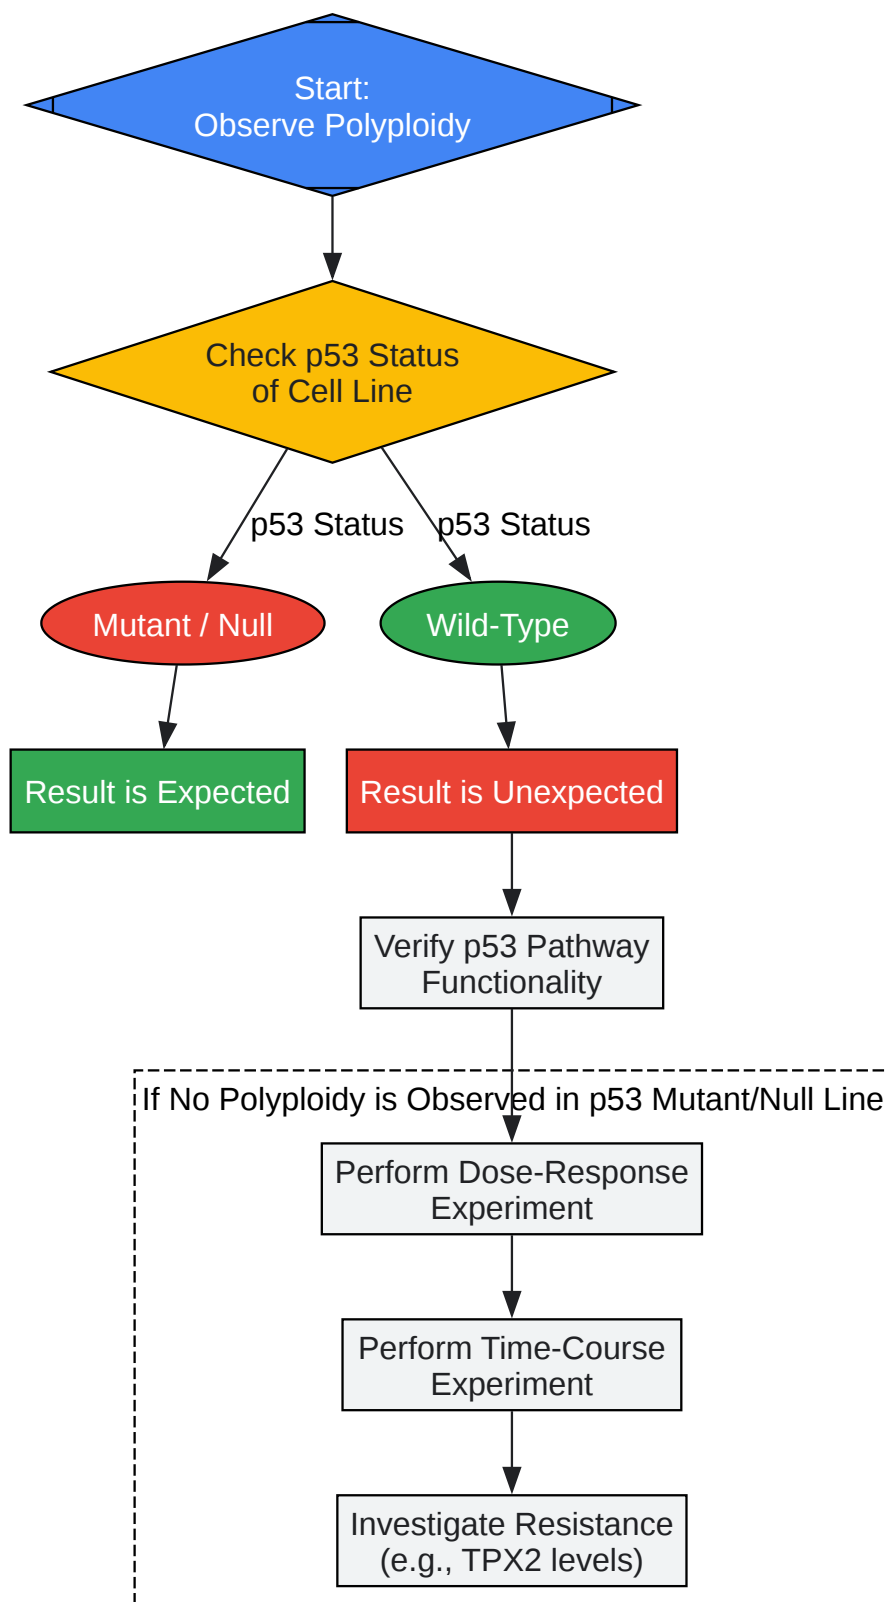 Start:
Observe Polyploidy
Check p53 Status
of Cell Line
p53 Status
p53 Status
Mutant / Null
Wild-Type
Result is Expected
Result is Unexpected
Verify p53 Pathway
Functionality
If No Polyploidy is Observed in p53 Mutant/Null Line
Perform Dose-Response
Experiment
Perform Time-Course
Experiment
Investigate Resistance
(e.g., TPX2 levels)